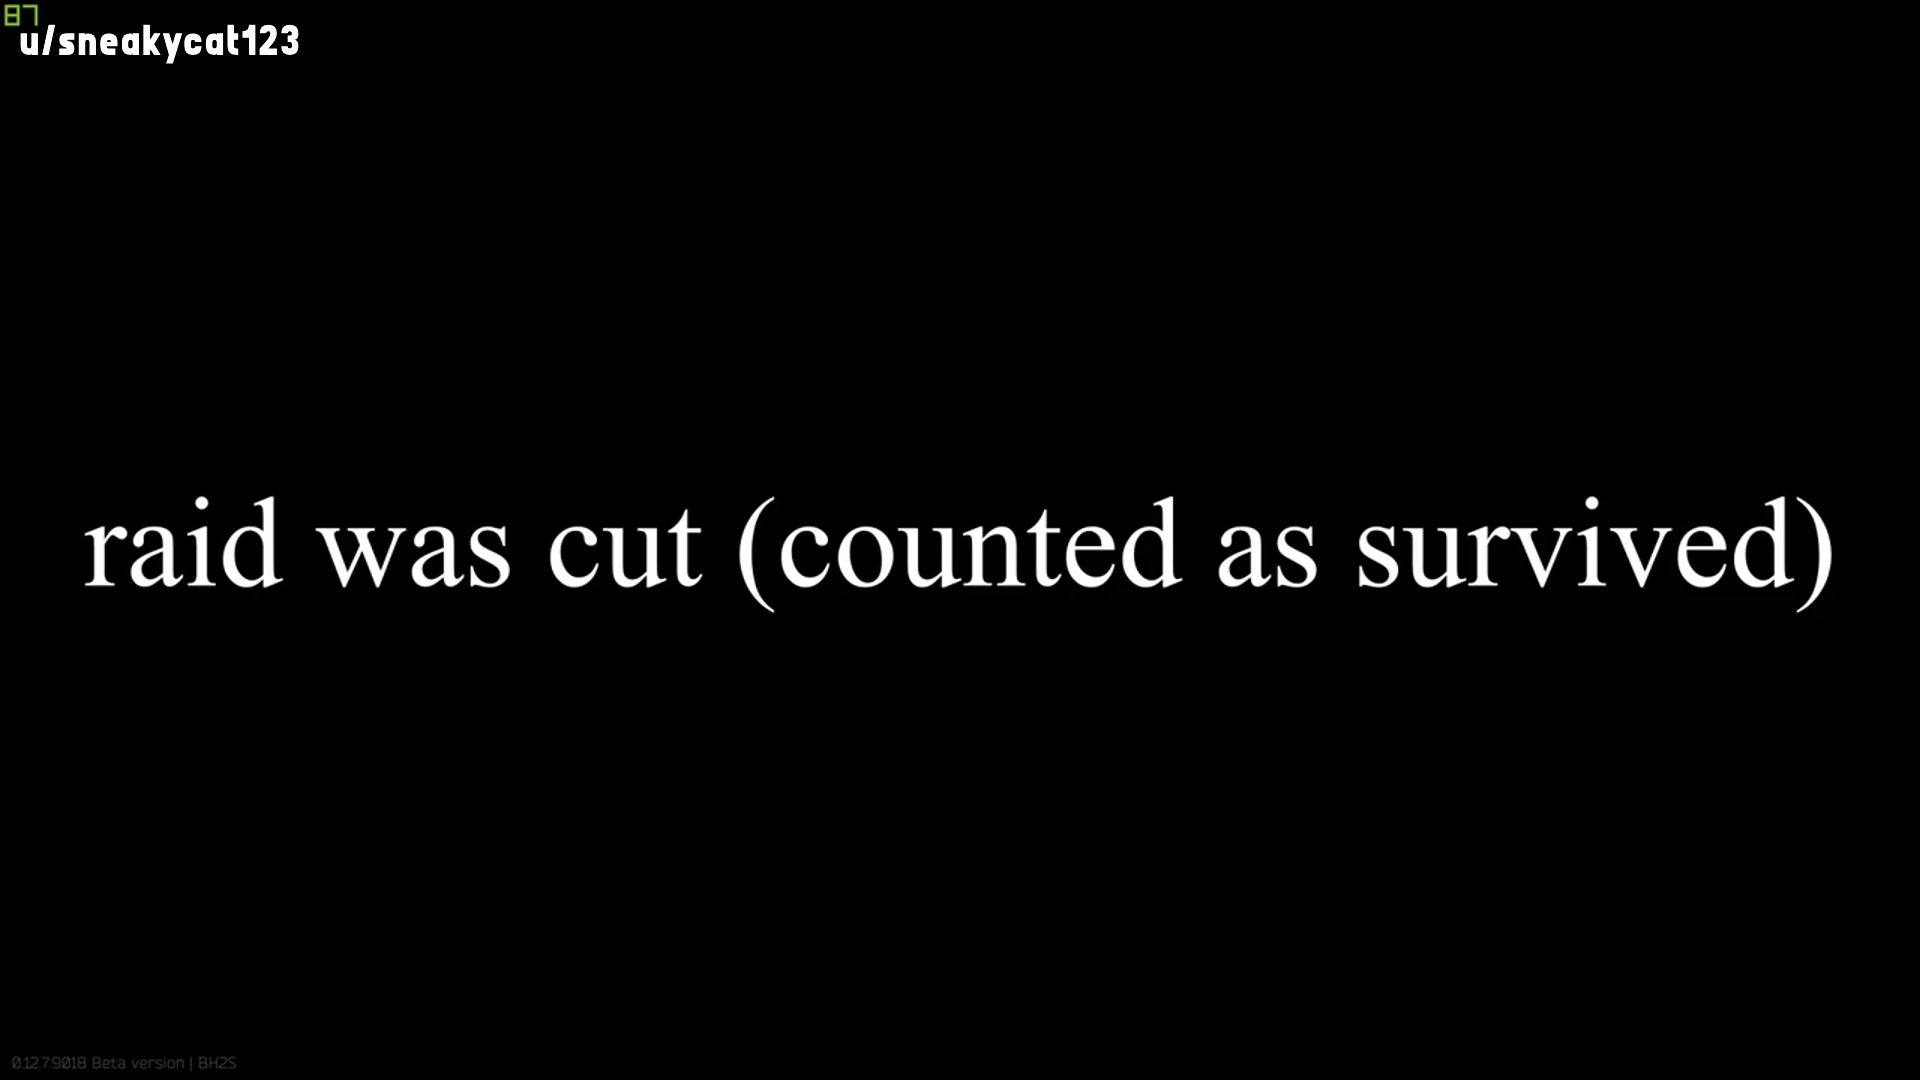 87
u/sneakycat123
raid was cut (counted as survived)
0.12.7.9018 Beta version | BH2S